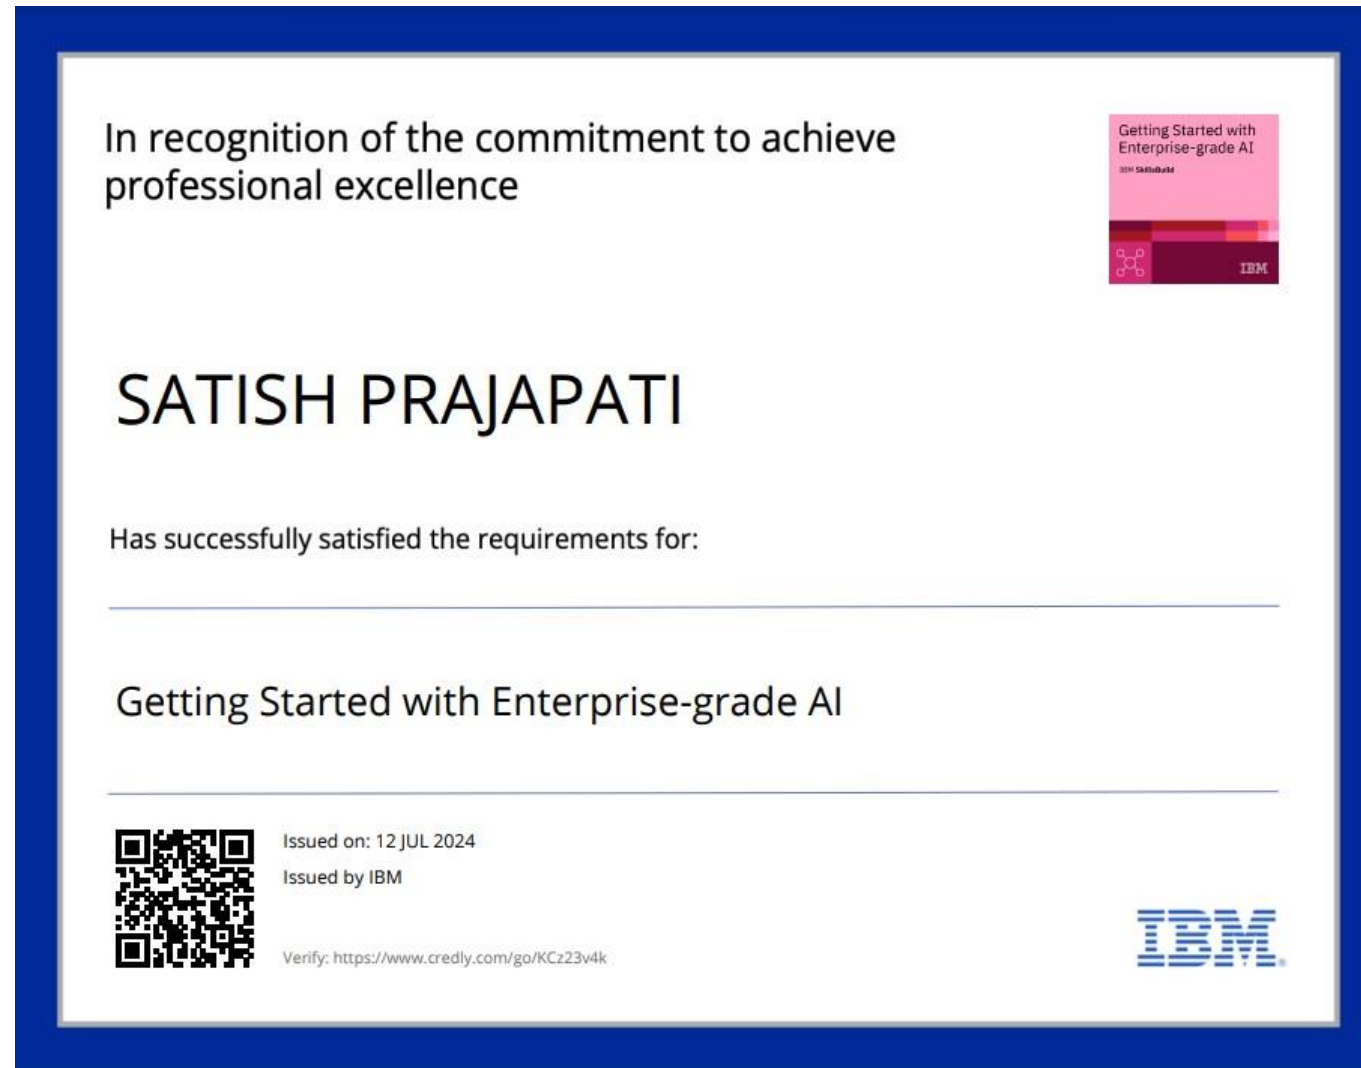 In recognition of the commitment to achieve
professional excellence
Getting Started with
Enterprise-grade AI
IBM SkillsBuild
IBM
SATISH PRAJAPATI
Has successfully satisfied the requirements for:
Getting Started with Enterprise-grade AI
Issued on: 12 JUL 2024
Issued by IBM
Verify: https://www.credly.com/go/KCz23v4k
IBM®